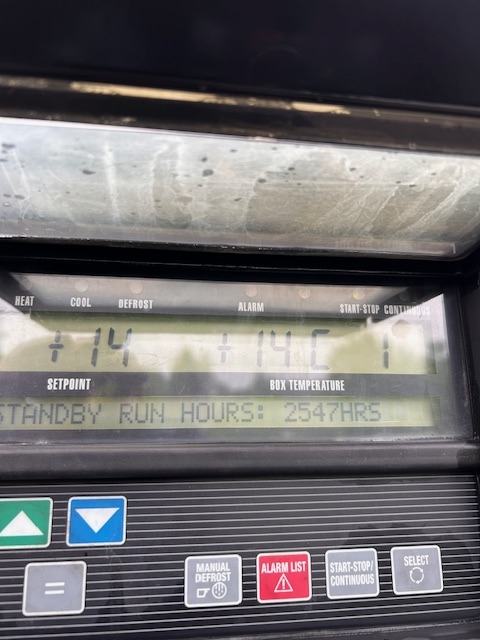 HEAT COOL DEFROST ALARM START-STOP CONTINUOUS
+14 +14.C 1
SETPOINT BOX TEMPERATURE
STANDBY RUN HOURS: 2547HRS
=
MANUAL DEFROST
ALARM LIST
START-STOP/
CONTINUOUS
SELECT